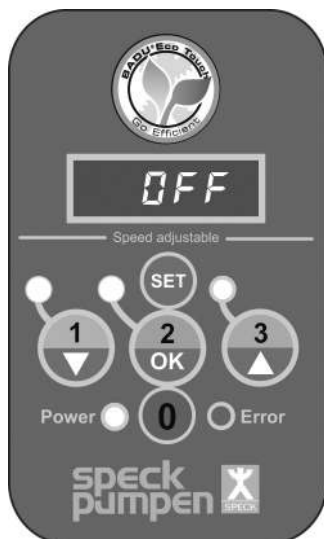 BADU®Eco Touch
Go Efficient
OFF
Speed adjustable
SET
1 2 3
OK
Power 0 Error
speck
pumpen
SPECK